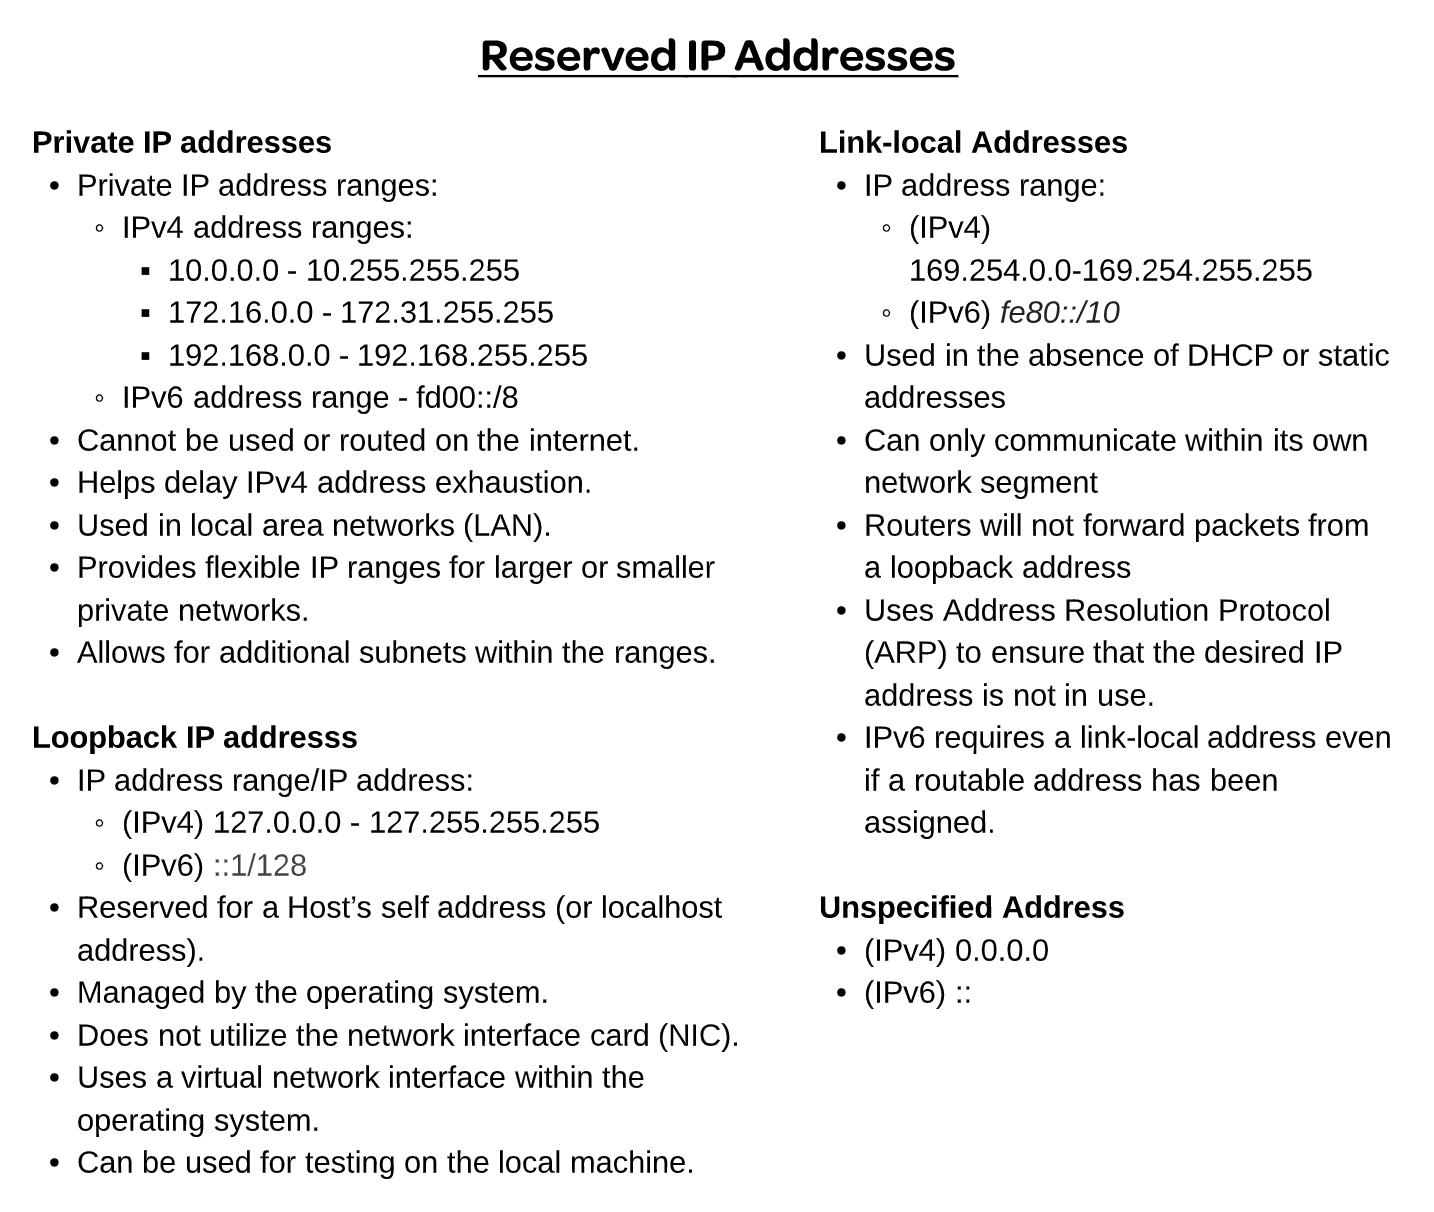 Reserved IP Addresses
Private IP addresses
• Private IP address ranges:
◦ IPv4 address ranges:
▪ 10.0.0.0 - 10.255.255.255
▪ 172.16.0.0 - 172.31.255.255
▪ 192.168.0.0 - 192.168.255.255
◦ IPv6 address range - fd00::/8
• Cannot be used or routed on the internet.
• Helps delay IPv4 address exhaustion.
• Used in local area networks (LAN).
• Provides flexible IP ranges for larger or smaller
private networks.
• Allows for additional subnets within the ranges.
Loopback IP addresss
• IP address range/IP address:
◦ (IPv4) 127.0.0.0 - 127.255.255.255
◦ (IPv6) ::1/128
• Reserved for a Host’s self address (or localhost
address).
• Managed by the operating system.
• Does not utilize the network interface card (NIC).
• Uses a virtual network interface within the
operating system.
• Can be used for testing on the local machine.
Link-local Addresses
• IP address range:
◦ (IPv4)
169.254.0.0-169.254.255.255
◦ (IPv6) fe80::/10
• Used in the absence of DHCP or static
addresses
• Can only communicate within its own
network segment
• Routers will not forward packets from
a loopback address
• Uses Address Resolution Protocol
(ARP) to ensure that the desired IP
address is not in use.
• IPv6 requires a link-local address even
if a routable address has been
assigned.
Unspecified Address
• (IPv4) 0.0.0.0
• (IPv6) ::